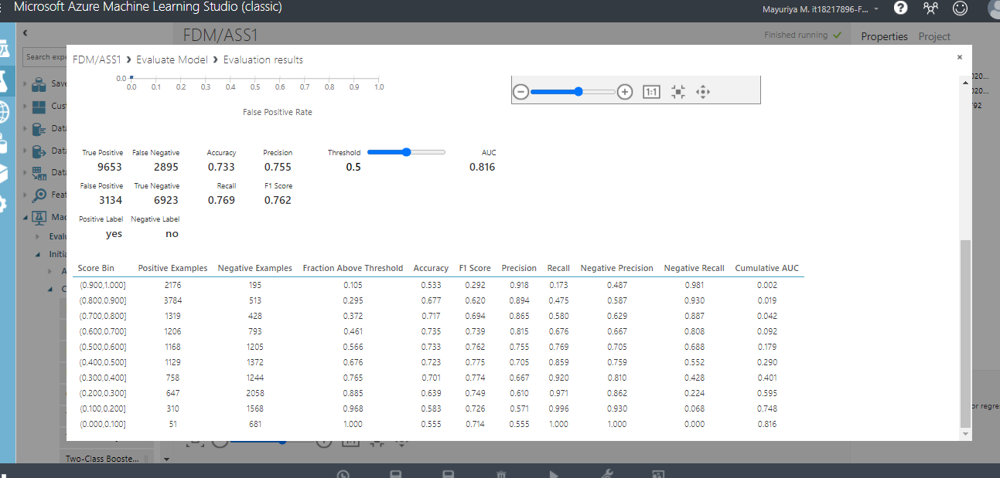 Microsoft Azure Machine Learning Studio (classic)
Mayuriya M. it18217896-F...
FDM/ASS1
Finished running
Properties Project
Search expe
FDM/ASS1 Evaluate Model Evaluation results
0.0
0.0 0.1 0.2 0.3 0.4 0.5 0.6 0.7 0.8 0.9 1.0
False Positive Rate
1:1
020...
020...
92
Save
Cus
Data
Data
Data
Feat
Mac
Evalu
Initia
A
C
True Positive False Negative Accuracy Precision Threshold AUC
9653 2895 0.733 0.755 0.5 0.816
False Positive True Negative Recall F1 Score
3134 6923 0.769 0.762
Positive Label Negative Label
yes no
Score Bin Positive Examples Negative Examples Fraction Above Threshold Accuracy F1 Score Precision Recall Negative Precision Negative Recall Cumulative AUC
(0.900,1.000] 2176 195 0.105 0.533 0.292 0.918 0.173 0.487 0.981 0.002
(0.800,0.900] 3784 513 0.295 0.677 0.620 0.894 0.475 0.587 0.930 0.019
(0.700,0.800] 1319 428 0.372 0.717 0.694 0.865 0.580 0.629 0.887 0.042
(0.600,0.700] 1206 793 0.461 0.735 0.739 0.815 0.676 0.667 0.808 0.092
(0.500,0.600] 1168 1205 0.566 0.733 0.762 0.755 0.769 0.705 0.688 0.179
(0.400,0.500] 1129 1372 0.676 0.723 0.775 0.705 0.859 0.759 0.552 0.290
(0.300,0.400] 758 1244 0.765 0.701 0.774 0.667 0.920 0.810 0.428 0.401
(0.200,0.300] 647 2058 0.885 0.639 0.749 0.610 0.971 0.862 0.224 0.595
(0.100,0.200] 310 1568 0.968 0.583 0.726 0.571 0.996 0.930 0.068 0.748
(0.000,0.100] 51 681 1.000 0.555 0.714 0.555 1.000 1.000 0.000 0.816
or regre
Two-Class Booste...